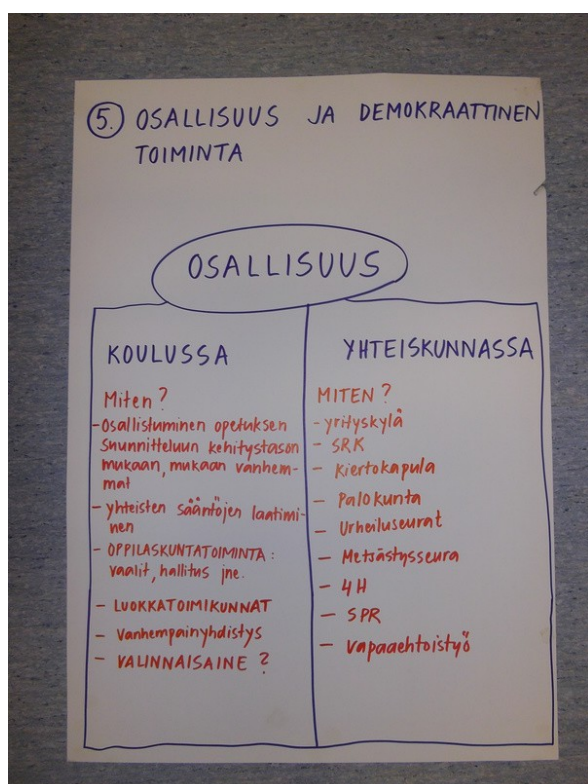 5. OSALLISUUS JA DEMOKRAATTINEN
TOIMINTA
OSALLISUUS
KOULUSSA
Miten?
- Osallistuminen opetuksen
suunnitteluun kehitystason
mukaan, mukaan vanhem-
mat
- yhteisten sääntöjen laatimi-
nen
- OPPILASKUNTATOIMINTA:
vaalit, hallitus jne.
- LUOKKATOIMIKUNNAT
- Vanhempainyhdistys
- VALINNAISAINE?
YHTEISKUNNASSA
MITEN?
- yrityskylä
- SRK
- Kiertokapula
- Palokunta
- Urheiluseurat
- Metsästysseura
- 4H
- SPR
- Vapaaehtoistyö